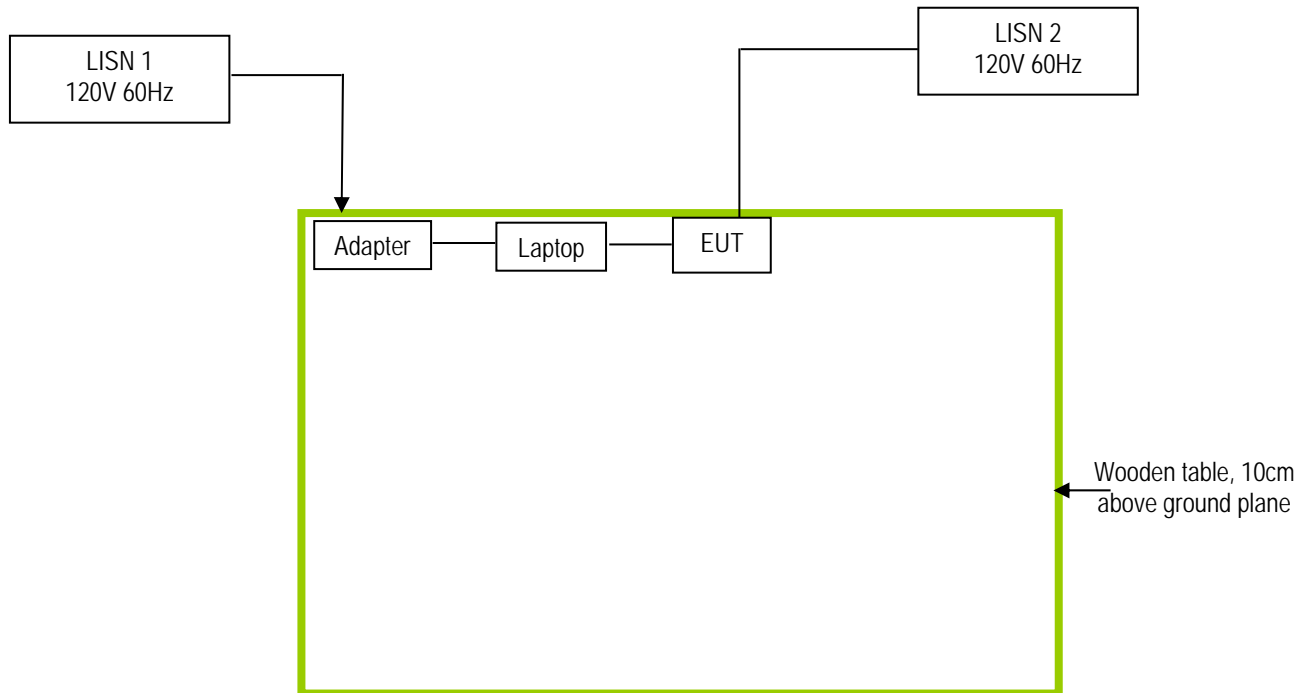 LISN 1
120V 60Hz
LISN 2
120V 60Hz
Adapter
Laptop
EUT
Wooden table, 10cm
above ground plane